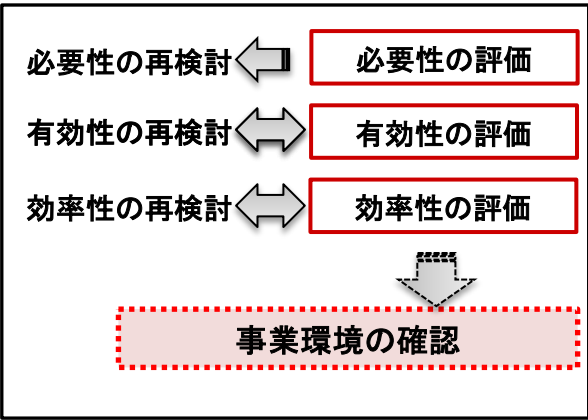 必要性の再検討 必要性の評価
有効性の再検討 有効性の評価
効率性の再検討 効率性の評価
事業環境の確認